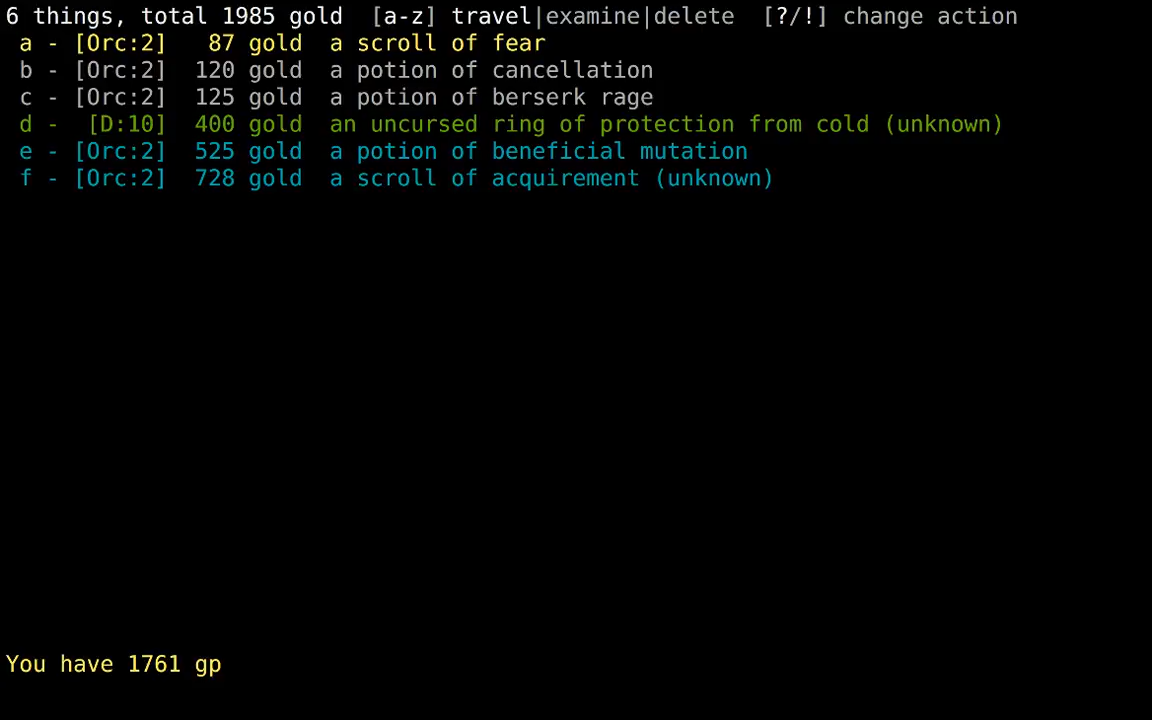 6 things, total 1985 gold  [a-z] travel|examine|delete  [?/!] change action
a - [Orc:2]   87 gold  a scroll of fear
b - [Orc:2]  120 gold  a potion of cancellation
c - [Orc:2]  125 gold  a potion of berserk rage
d -  [D:10]  400 gold  an uncursed ring of protection from cold (unknown)
e - [Orc:2]  525 gold  a potion of beneficial mutation
f - [Orc:2]  728 gold  a scroll of acquirement (unknown)
You have 1761 gp